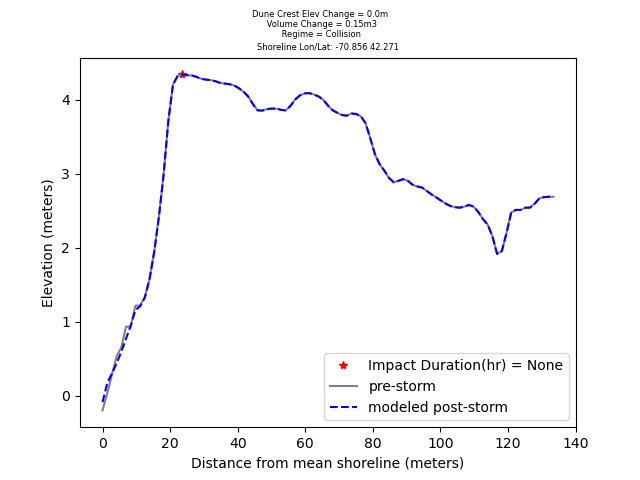 Dune Crest Elev Change = 0.0m
Volume Change = 0.15m3
Regime = Collision
Shoreline Lon/Lat: -70.856 42.271
Elevation (meters)
4
3
2
1
0
Impact Duration(hr) = None
pre-storm
modeled post-storm
0 20 40 60 80 100 120 140
Distance from mean shoreline (meters)